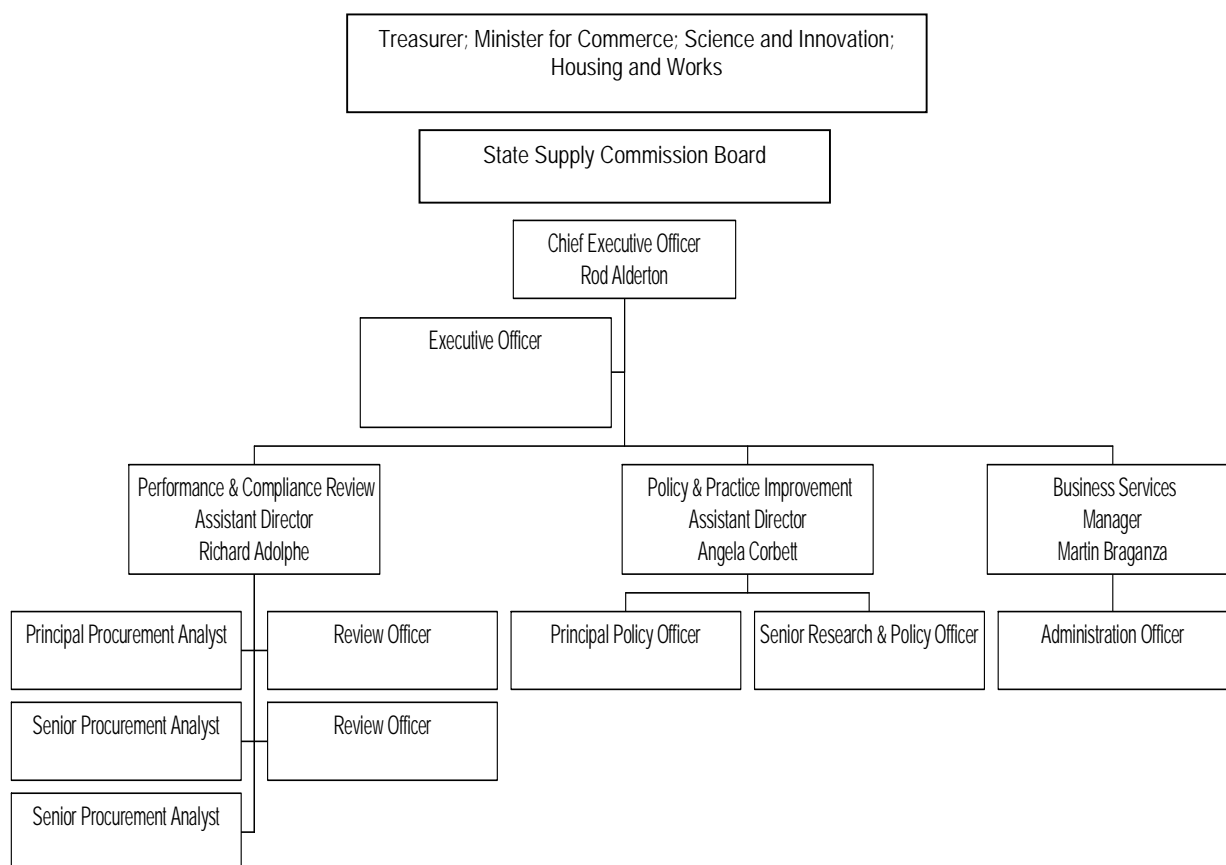 Treasurer; Minister for Commerce; Science and Innovation;
Housing and Works
State Supply Commission Board
Chief Executive Officer
Rod Alderton
Executive Officer
Performance & Compliance Review
Assistant Director
Richard Adolphe
Policy & Practice Improvement
Assistant Director
Angela Corbett
Business Services
Manager
Martin Braganza
Principal Procurement Analyst
Review Officer
Principal Policy Officer
Senior Research & Policy Officer
Administration Officer
Senior Procurement Analyst
Review Officer
Senior Procurement Analyst